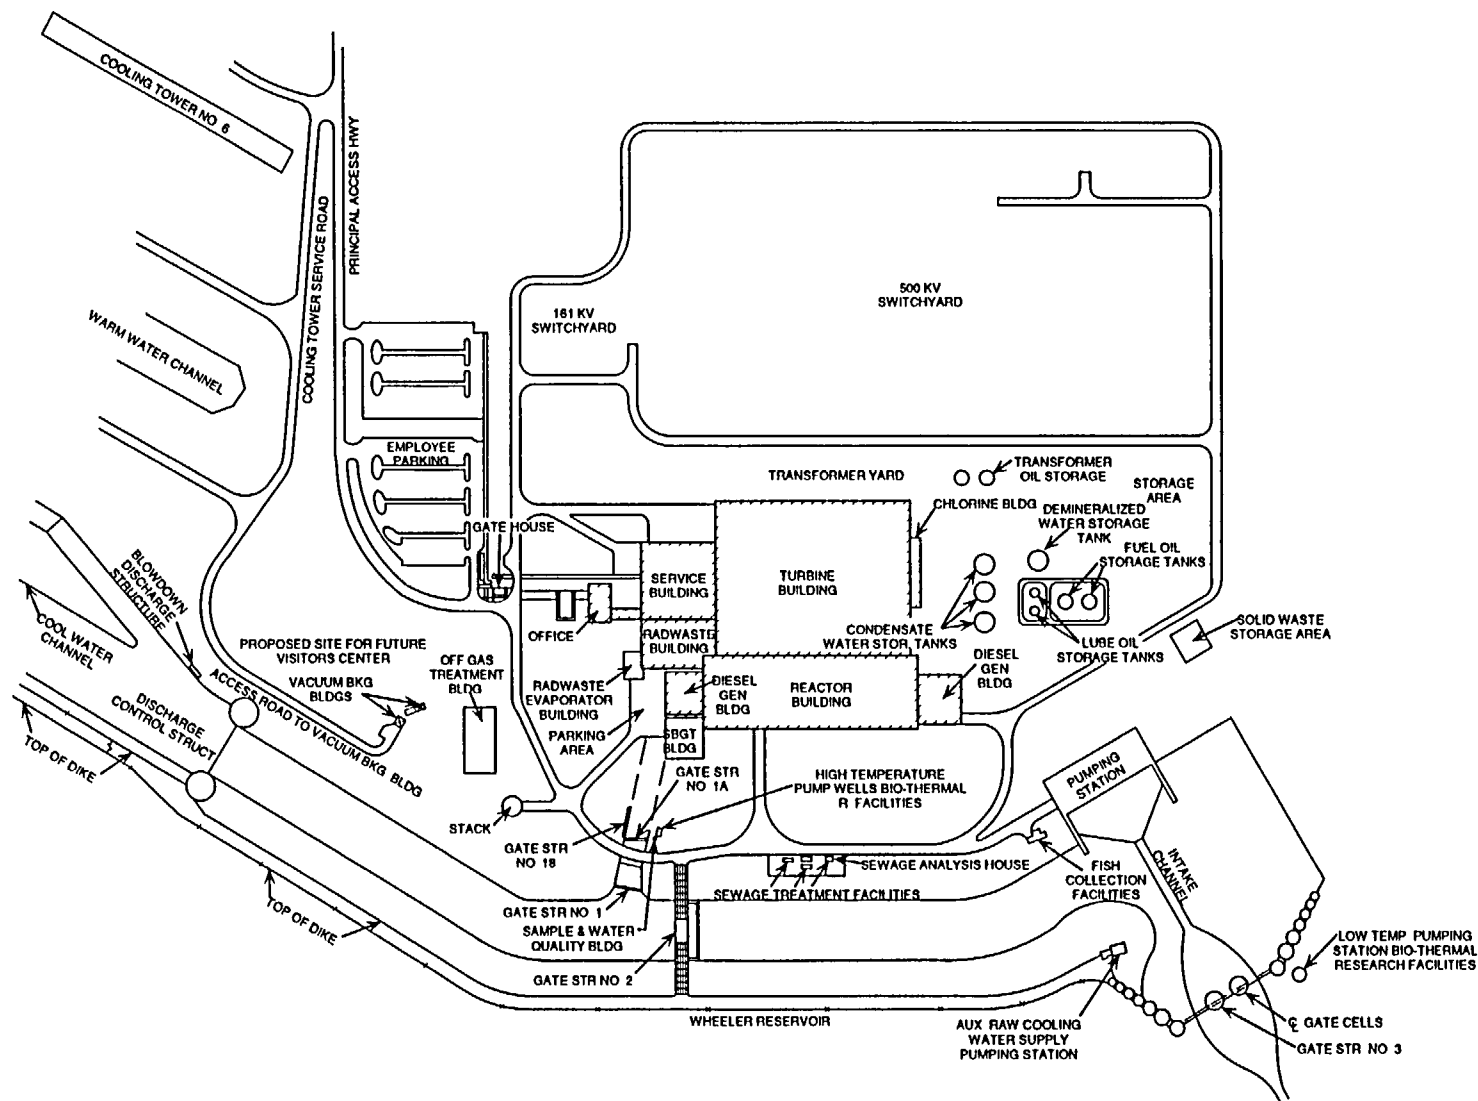 COOLING TOWER NO 6
PRINCIPAL ACCESS HWY
COOLING TOWER SERVICE ROAD
WARM WATER CHANNEL
161 KV
SWITCHYARD
500 KV
SWITCHYARD
EMPLOYEE
PARKING
GATE HOUSE
TRANSFORMER YARD
TRANSFORMER
OIL STORAGE
STORAGE
AREA
CHLORINE BLDG
DEMINERALIZED
WATER STORAGE
TANK
FUEL OIL
STORAGE TANKS
BLOWDOWN
DISCHARGE
STRUCTURE
COOL WATER
CHANNEL
SERVICE
BUILDING
TURBINE
BUILDING
OFFICE
RADWASTE
BUILDING
CONDENSATE
WATER STOR, TANKS
LUBE OIL
STORAGE TANKS
SOLID WASTE
STORAGE AREA
PROPOSED SITE FOR FUTURE
VISITORS CENTER
VACUUM BKG
BLDGS
OFF GAS
TREATMENT
BLDG
RADWASTE
EVAPORATOR
BUILDING
DIESEL
GEN
BLDG
REACTOR
BUILDING
DIESEL
GEN
BLDG
ACCESS ROAD TO VACUUM BKG BLDG
DISCHARGE
CONTROL STRUCT
TOP OF DIKE
PARKING
AREA
SBGT
BLDG
GATE STR
NO 1A
HIGH TEMPERATURE
PUMP WELLS BIO-THERMAL
R FACILITIES
PUMPING
STATION
STACK
GATE STR
NO 1B
SEWAGE ANALYSIS HOUSE
SEWAGE TREATMENT FACILITIES
FISH
COLLECTION
FACILITIES
INTAKE
CHANNEL
TOP OF DIKE
GATE STR NO 1
SAMPLE & WATER
QUALITY BLDG
GATE STR NO 2
LOW TEMP PUMPING
STATION BIO-THERMAL
RESEARCH FACILITIES
WHEELER RESERVOIR
AUX RAW COOLING
WATER SUPPLY
PUMPING STATION
℄ GATE CELLS
GATE STR NO 3